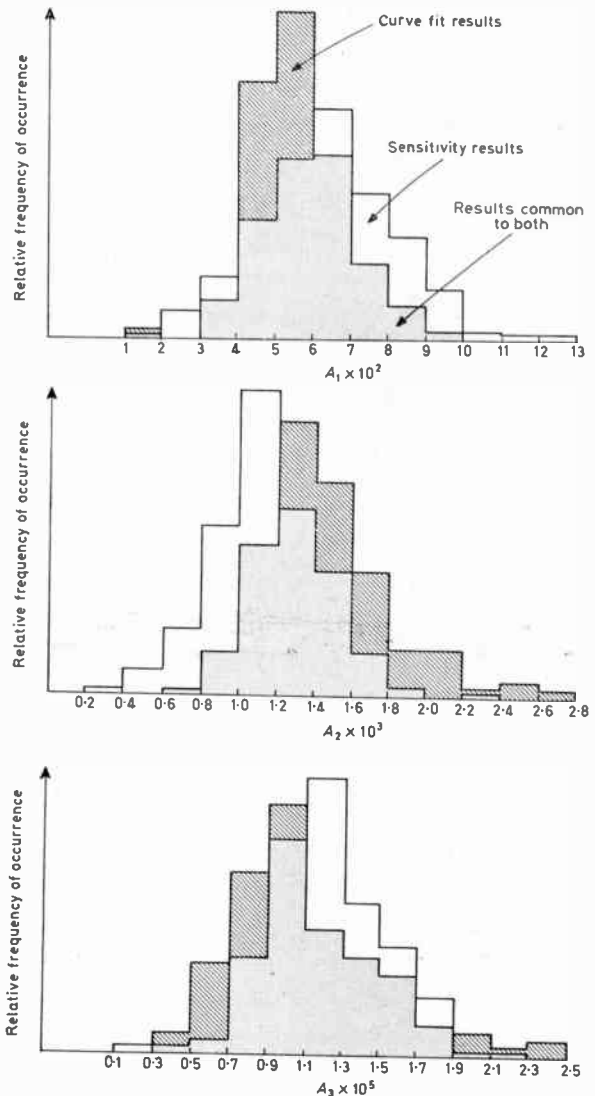 Relative frequency of occurrence
Curve fit results
Sensitivity results
Results common
to both
1 2 3 4 5 6 7 8 9 10 11 12 13
A₁ × 10²
Relative frequency of occurrence
0·2 0·4 0·6 0·8 1·0 1·2 1·4 1·6 1·8 2·0 2·2 2·4 2·6 2·8
A₂ × 10³
Relative frequency of occurrence
0·1 0·3 0·5 0·7 0·9 1·1 1·3 1·5 1·7 1·9 2·1 2·3 2·5
A₃ × 10⁵